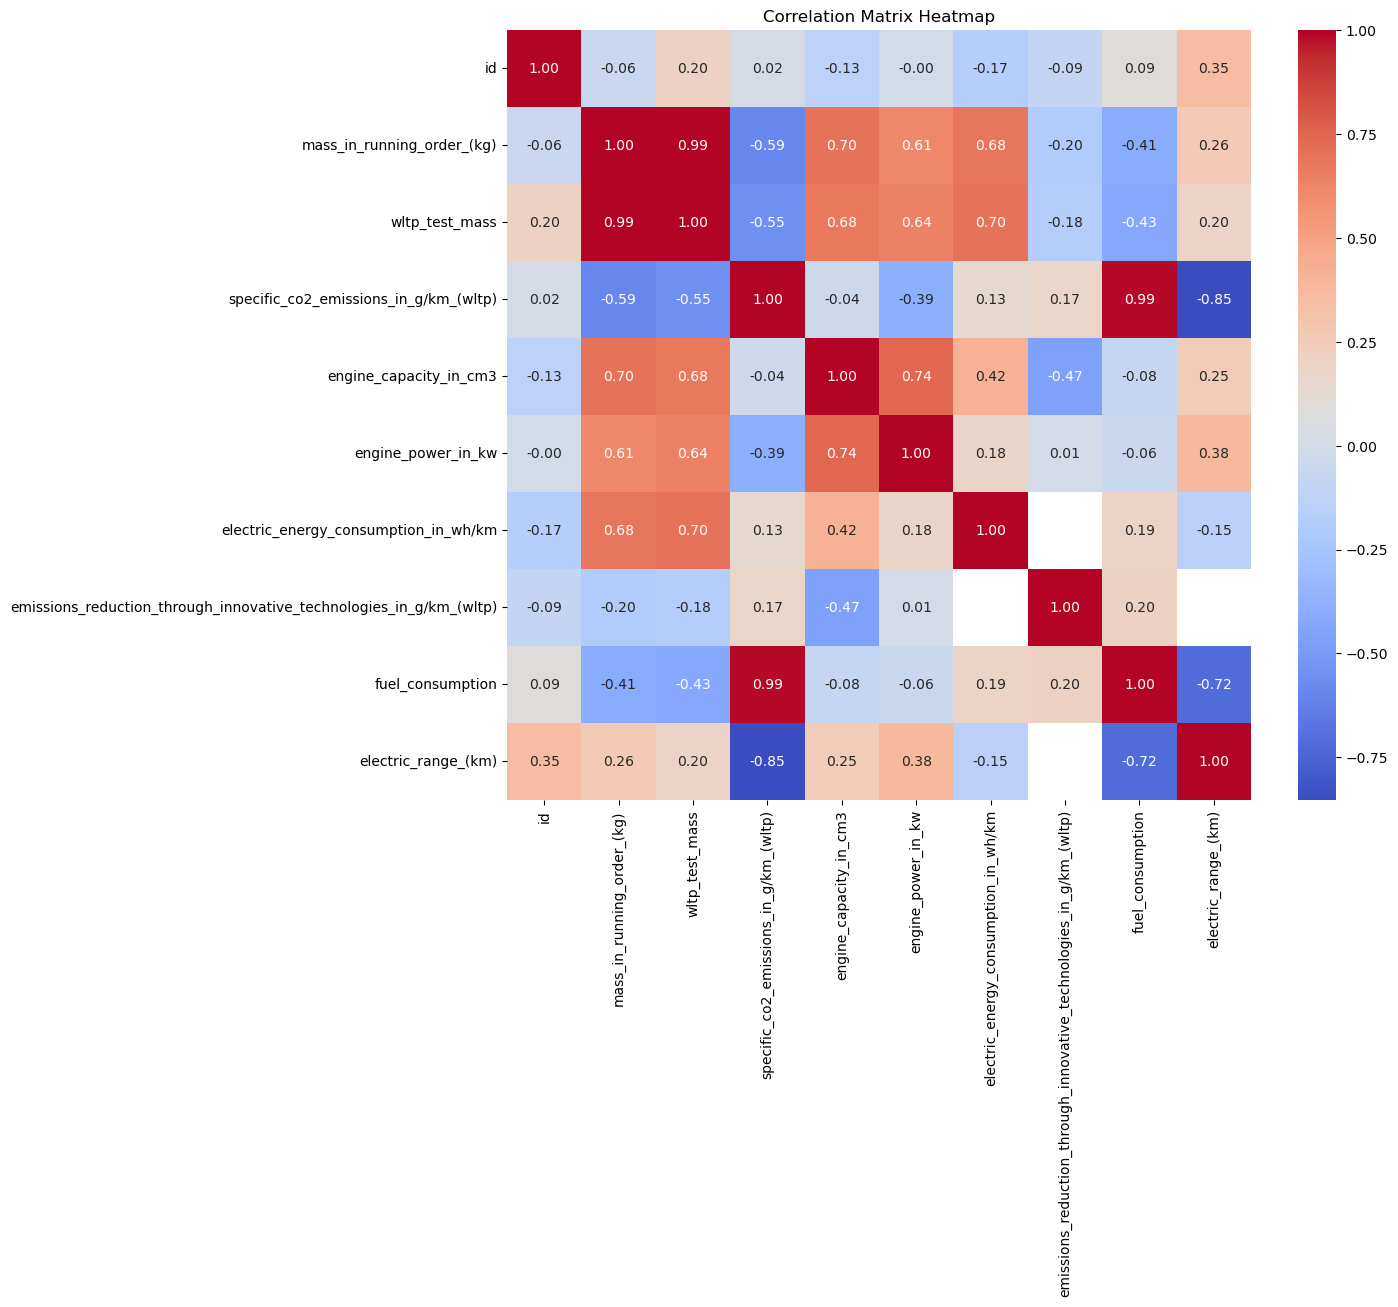 Correlation Matrix Heatmap
id 1.00 -0.06 0.20 0.02 -0.13 -0.00 -0.17 -0.09 0.09 0.35
mass_in_running_order_(kg) -0.06 1.00 0.99 -0.59 0.70 0.61 0.68 -0.20 -0.41 0.26
wltp_test_mass 0.20 0.99 1.00 -0.55 0.68 0.64 0.70 -0.18 -0.43 0.20
specific_co2_emissions_in_g/km_(wltp) 0.02 -0.59 -0.55 1.00 -0.04 -0.39 0.13 0.17 0.99 -0.85
engine_capacity_in_cm3 -0.13 0.70 0.68 -0.04 1.00 0.74 0.42 -0.47 -0.08 0.25
engine_power_in_kw -0.00 0.61 0.64 -0.39 0.74 1.00 0.18 0.01 -0.06 0.38
electric_energy_consumption_in_wh/km -0.17 0.68 0.70 0.13 0.42 0.18 1.00 0.19 -0.15
emissions_reduction_through_innovative_technologies_in_g/km_(wltp) -0.09 -0.20 -0.18 0.17 -0.47 0.01 1.00 0.20
fuel_consumption 0.09 -0.41 -0.43 0.99 -0.08 -0.06 0.19 0.20 1.00 -0.72
electric_range_(km) 0.35 0.26 0.20 -0.85 0.25 0.38 -0.15 -0.72 1.00
id
mass_in_running_order_(kg)
wltp_test_mass
specific_co2_emissions_in_g/km_(wltp)
engine_capacity_in_cm3
engine_power_in_kw
electric_energy_consumption_in_wh/km
emissions_reduction_through_innovative_technologies_in_g/km_(wltp)
fuel_consumption
electric_range_(km)
1.00
0.75
0.50
0.25
0.00
−0.25
−0.50
−0.75